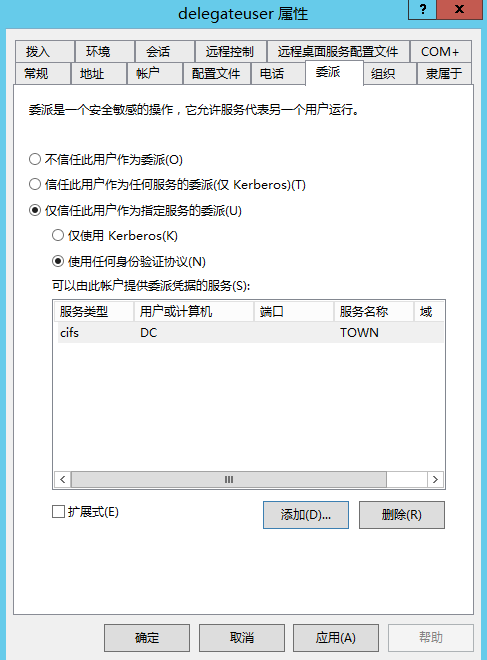 delegateuser 属性
?
x
拨入 环境 会话 远程控制 远程桌面服务配置文件 COM+
常规 地址 帐户 配置文件 电话 委派 组织 隶属于
委派是一个安全敏感的操作，它允许服务代表另一个用户运行。
不信任此用户作为委派(O)
信任此用户作为任何服务的委派(仅 Kerberos)(T)
仅信任此用户作为指定服务的委派(U)
仅使用 Kerberos(K)
使用任何身份验证协议(N)
可以由此帐户提供委派凭据的服务(S):
服务类型 用户或计算机 端口 服务名称 域
cifs DC TOWN
扩展式(E)
添加(D)... 删除(R)
确定 取消 应用(A) 帮助